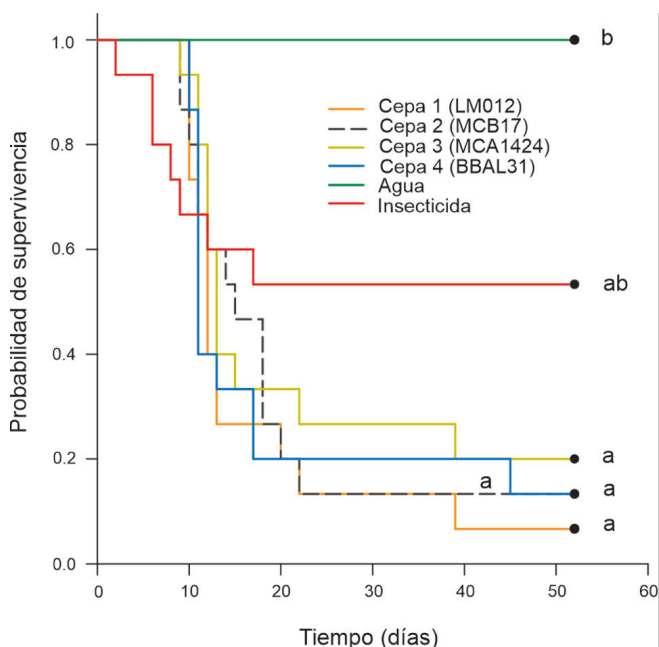 Probabilidad de supervivencia
1.0
0.8
0.6
0.4
0.2
0.0
Cepa 1 (LM012)
Cepa 2 (MCB17)
Cepa 3 (MCA1424)
Cepa 4 (BBAL31)
Agua
Insecticida
b
ab
a
a
a
a
0
10
20
30
40
50
60
Tiempo (días)